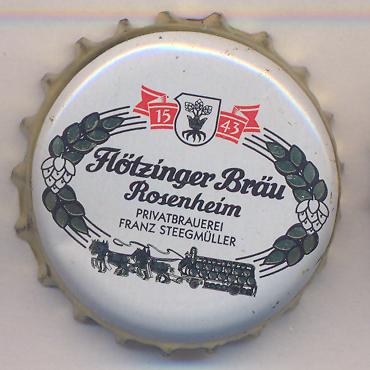 15 43
Flötzinger Bräu
Rosenheim
PRIVATBRAUEREI
FRANZ STEEGMÜLLER